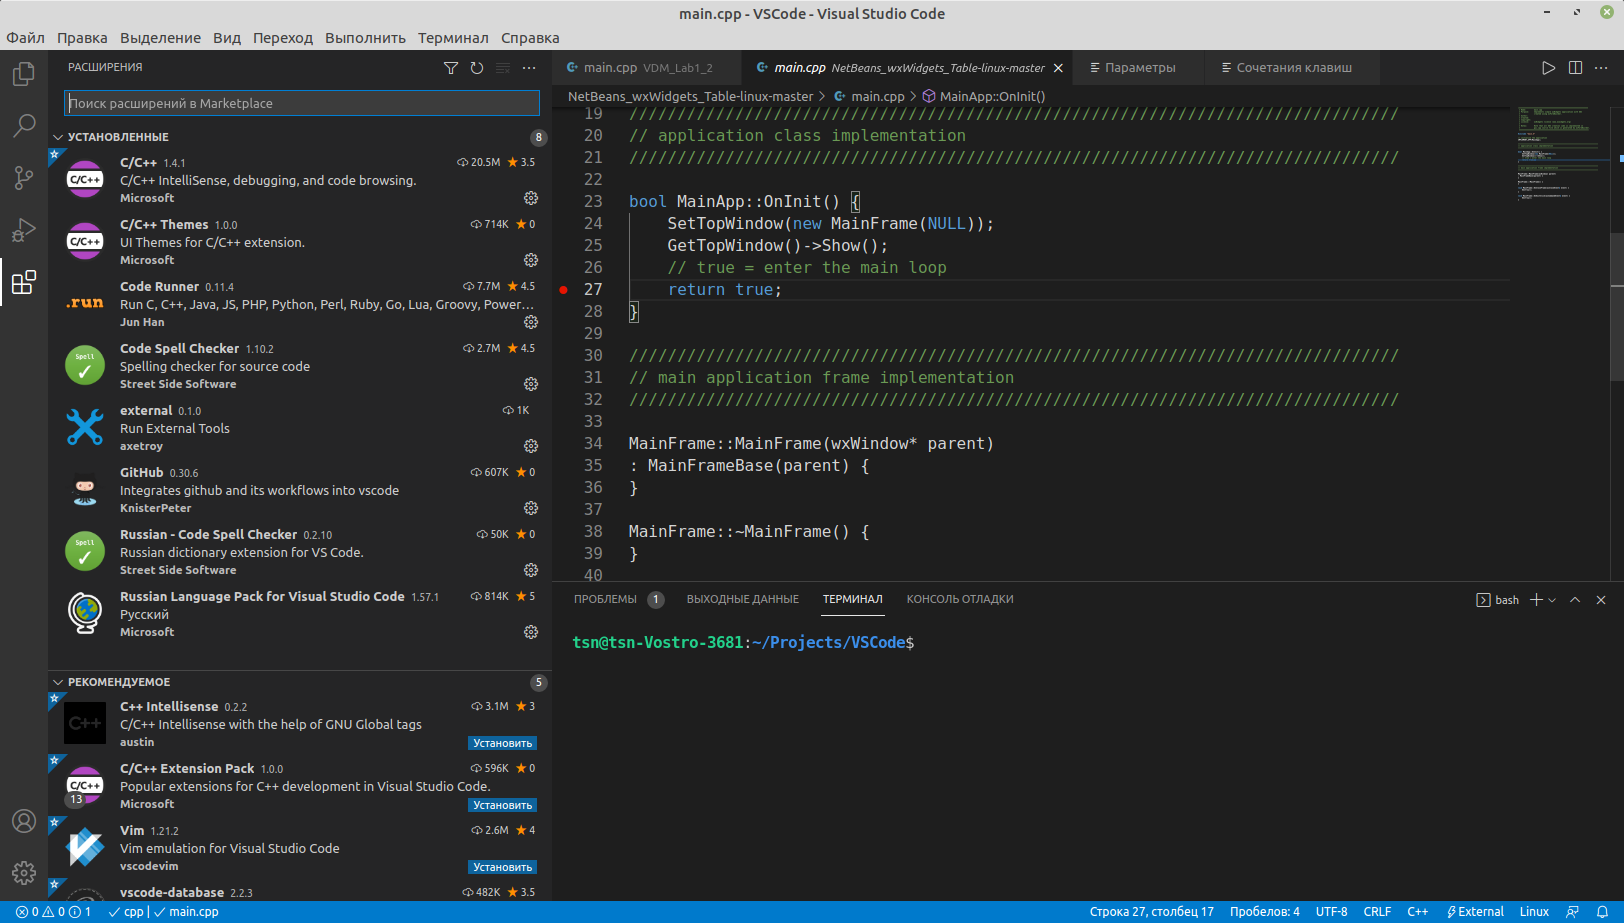 main.cpp - VSCode - Visual Studio Code
Файл Правка Выделение Вид Переход Выполнить Терминал Справка
РАСШИРЕНИЯ
Поиск расширений в Marketplace
УСТАНОВЛЕННЫЕ 8
C/C++ 1.4.1 20.5M 3.5
C/C++ IntelliSense, debugging, and code browsing.
Microsoft
C/C++ Themes 1.0.0 714K 0
UI Themes for C/C++ extension.
Microsoft
Code Runner 0.11.4 7.7M 4.5
.run
Run C, C++, Java, JS, PHP, Python, Perl, Ruby, Go, Lua, Groovy, Power...
Jun Han
Code Spell Checker 1.10.2 2.7M 4.5
Spell
Spelling checker for source code
Street Side Software
external 0.1.0 1K
Run External Tools
axetroy
GitHub 0.30.6 607K 0
Integrates github and its workflows into vscode
KnisterPeter
Russian - Code Spell Checker 0.2.10 50K 0
Spell
Russian dictionary extension for VS Code.
Street Side Software
Russian Language Pack for Visual Studio Code 1.57.1 814K 5
Русский
Microsoft
РЕКОМЕНДУЕМОЕ 5
C++ Intellisense 0.2.2 3.1M 3
C++
C/C++ Intellisense with the help of GNU Global tags
austin Установить
C/C++ Extension Pack 1.0.0 596K 0
C/C++
Popular extensions for C++ development in Visual Studio Code.
13
Microsoft Установить
Vim 1.21.2 2.6M 4
Vim emulation for Visual Studio Code
vscodevim Установить
vscode-database 2.2.3 482K 3.5
main.cpp VDM_Lab1_2 main.cpp NetBeans_wxWidgets_Table-linux-master Параметры Сочетания клавиш
NetBeans_wxWidgets_Table-linux-master > main.cpp > MainApp::OnInit()
19 ////////////////////////////////////////////////////////////////////////////////
20 // application class implementation
21 ////////////////////////////////////////////////////////////////////////////////
22
23 bool MainApp::OnInit() {
24 SetTopWindow(new MainFrame(NULL));
25 GetTopWindow()->Show();
26 // true = enter the main loop
27 return true;
28 }
29
30 ////////////////////////////////////////////////////////////////////////////////
31 // main application frame implementation
32 ////////////////////////////////////////////////////////////////////////////////
33
34 MainFrame::MainFrame(wxWindow* parent)
35 : MainFrameBase(parent) {
36 }
37
38 MainFrame::~MainFrame() {
39 }
40
ПРОБЛЕМЫ 1 ВЫХОДНЫЕ ДАННЫЕ ТЕРМИНАЛ КОНСОЛЬ ОТЛАДКИ bash
tsn@tsn-Vostro-3681:~/Projects/VSCode$
0 0 1 cpp | main.cpp Строка 27, столбец 17 Пробелов: 4 UTF-8 CRLF C++ External Linux